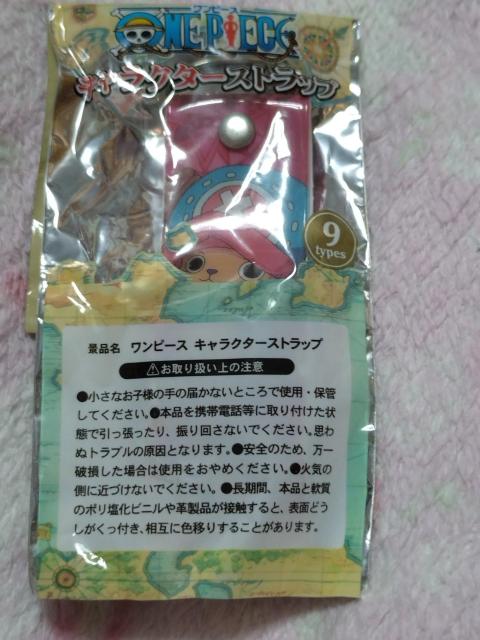 ワンピース
ONE PIECE
キャラクターストラップ
9
types
景品名 ワンピース キャラクターストラップ
⚠お取り扱い上の注意
●小さなお子様の手の届かないところで使用・保管
してください。●本品を携帯電話等に取り付けた状
態で引っ張ったり、振り回さないでください。思わ
ぬトラブルの原因となります。●安全のため、万一
破損した場合は使用をおやめください。●火気の
側に近づけないでください。●長期間、本品と軟質
のポリ塩化ビニルや革製品が接触すると、表面どう
しがくっ付き、相互に色移りすることがあります。